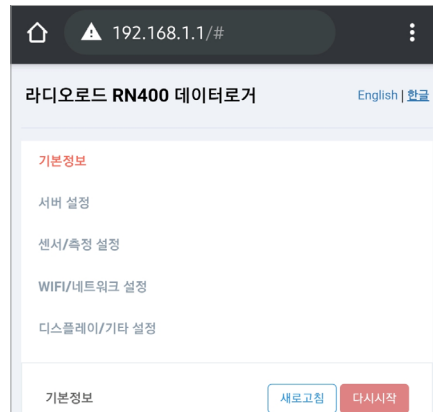 192.168.1.1/#
라디오로드 RN400 데이터로거
English | 한글
기본정보
서버 설정
센서/측정 설정
WIFI/네트워크 설정
디스플레이/기타 설정
기본정보
새로고침
다시시작